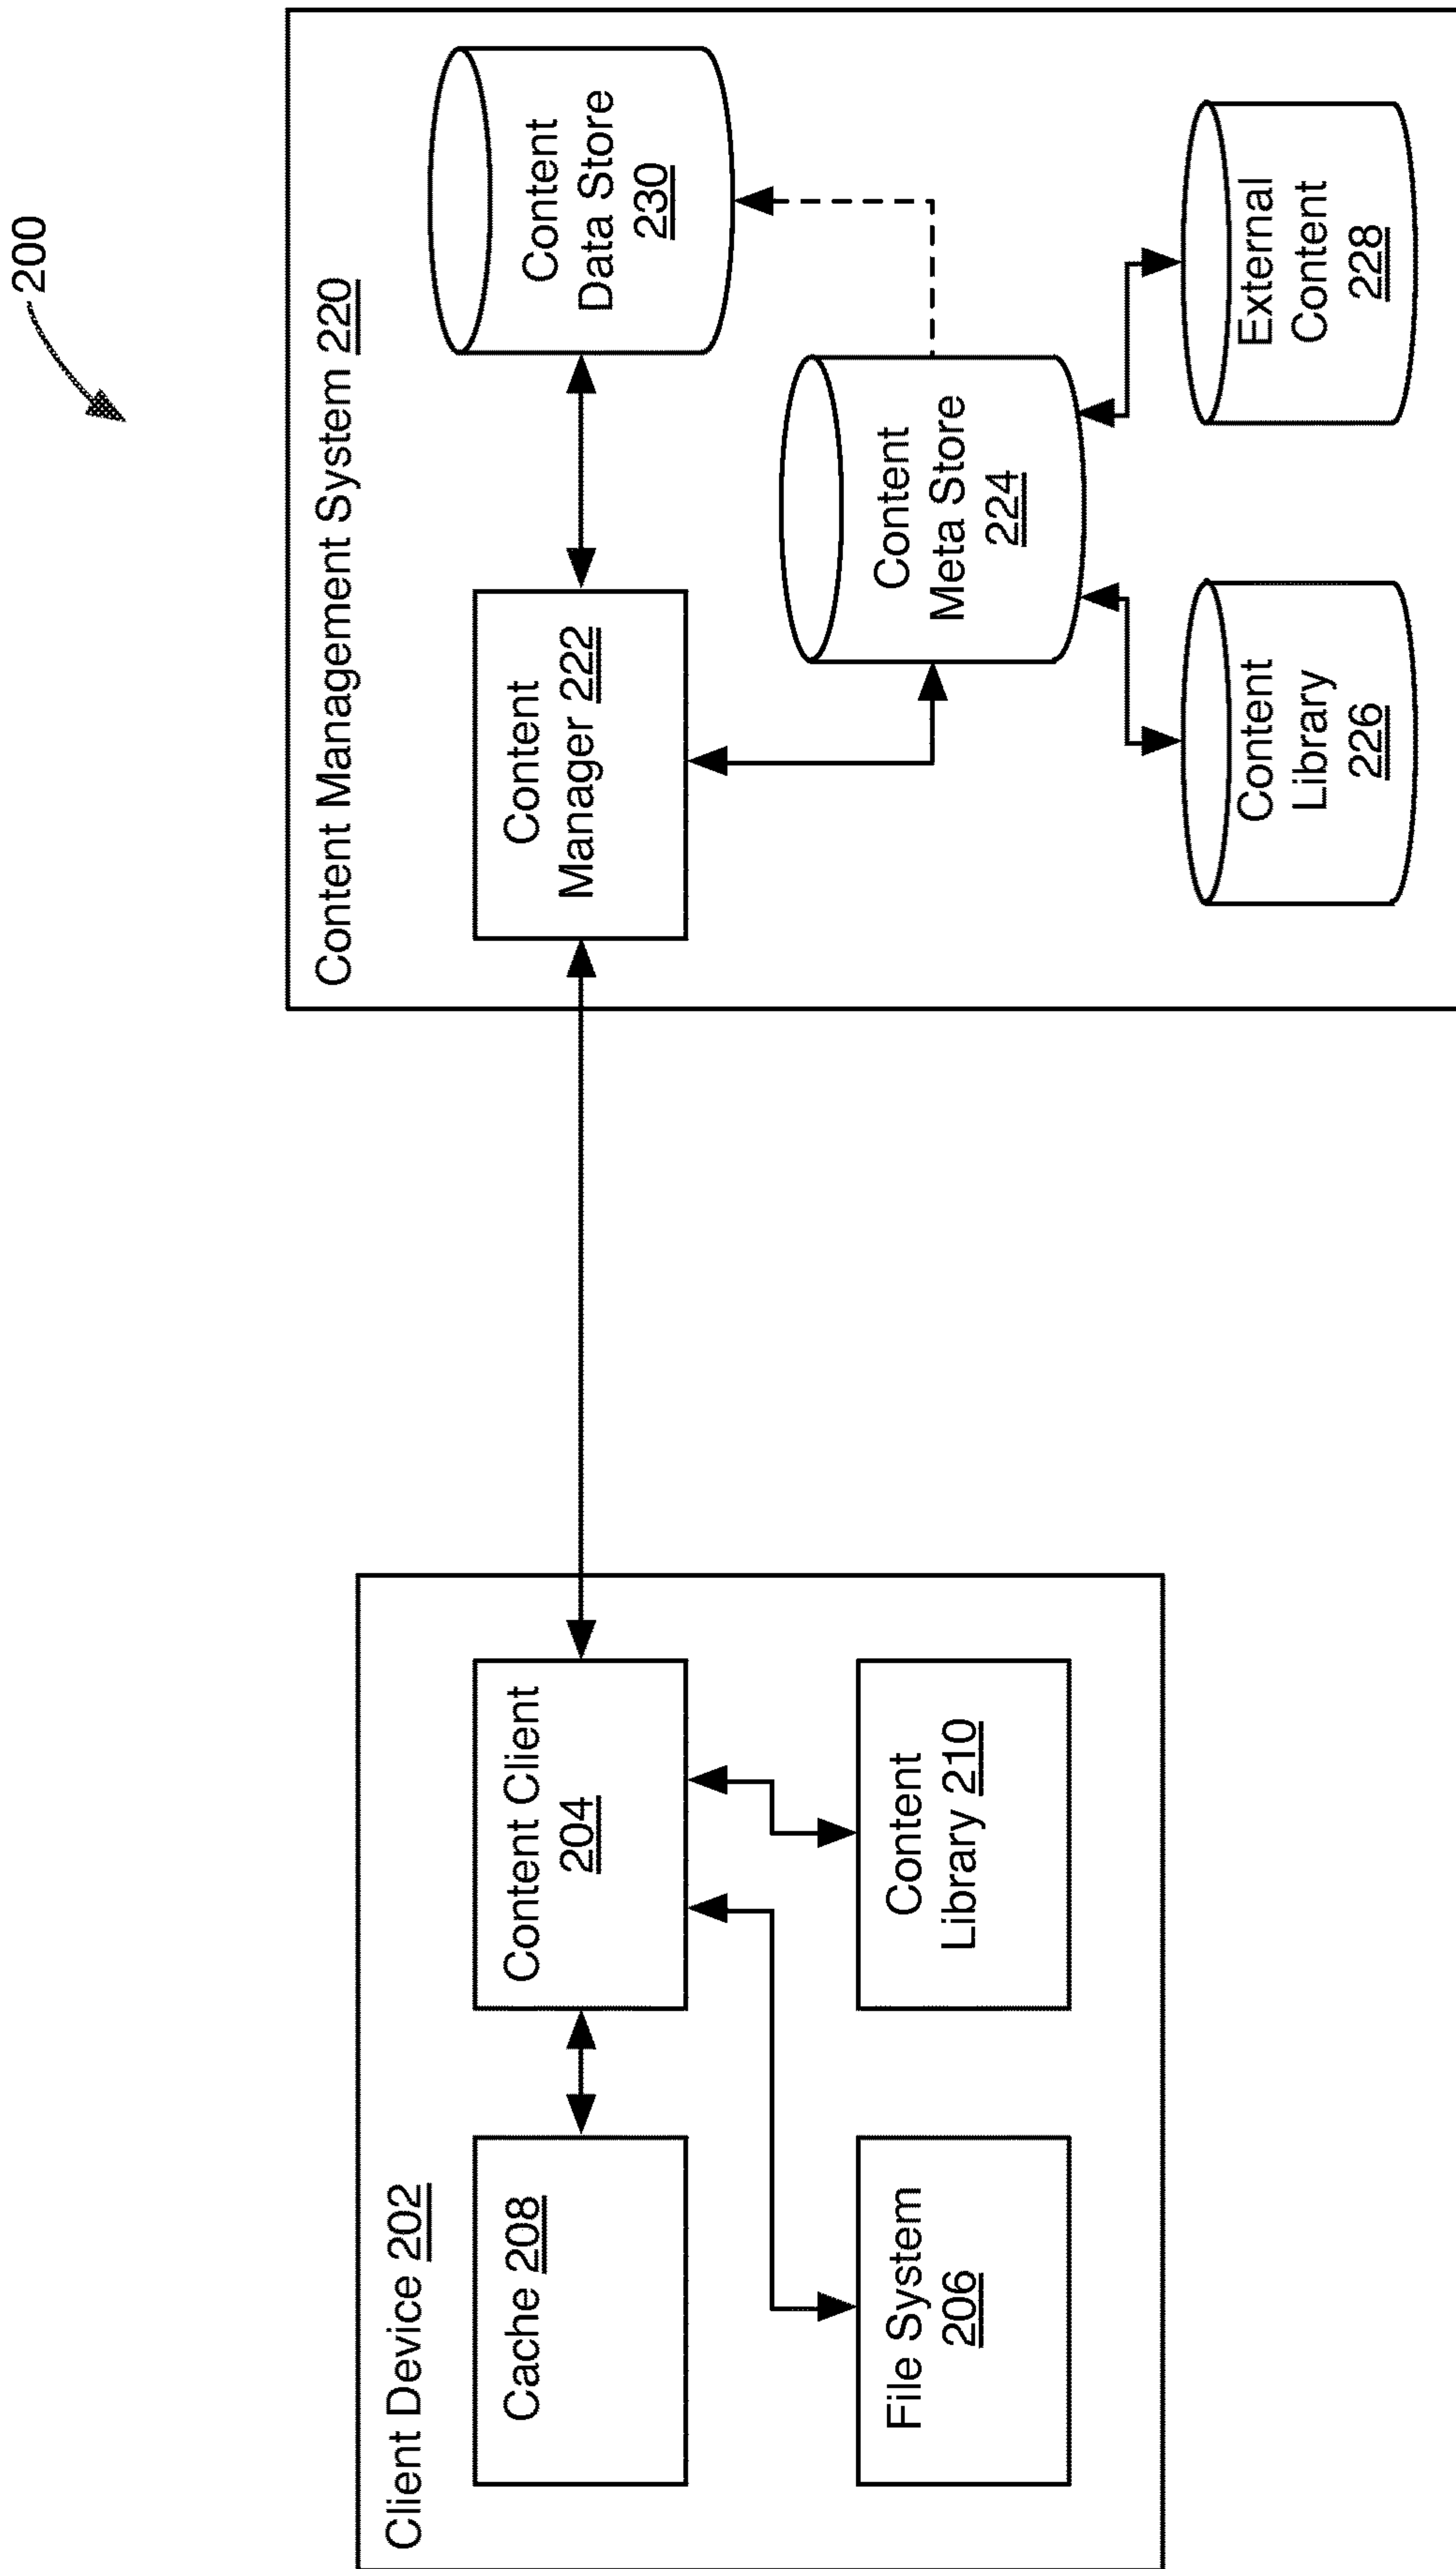 200
Client Device 202
Cache 208
Content Client
204
File System
206
Content
Library 210
Content Management System 220
Content
Manager 222
Content
Data Store
230
Content
Meta Store
224
Content
Library
226
External
Content
228